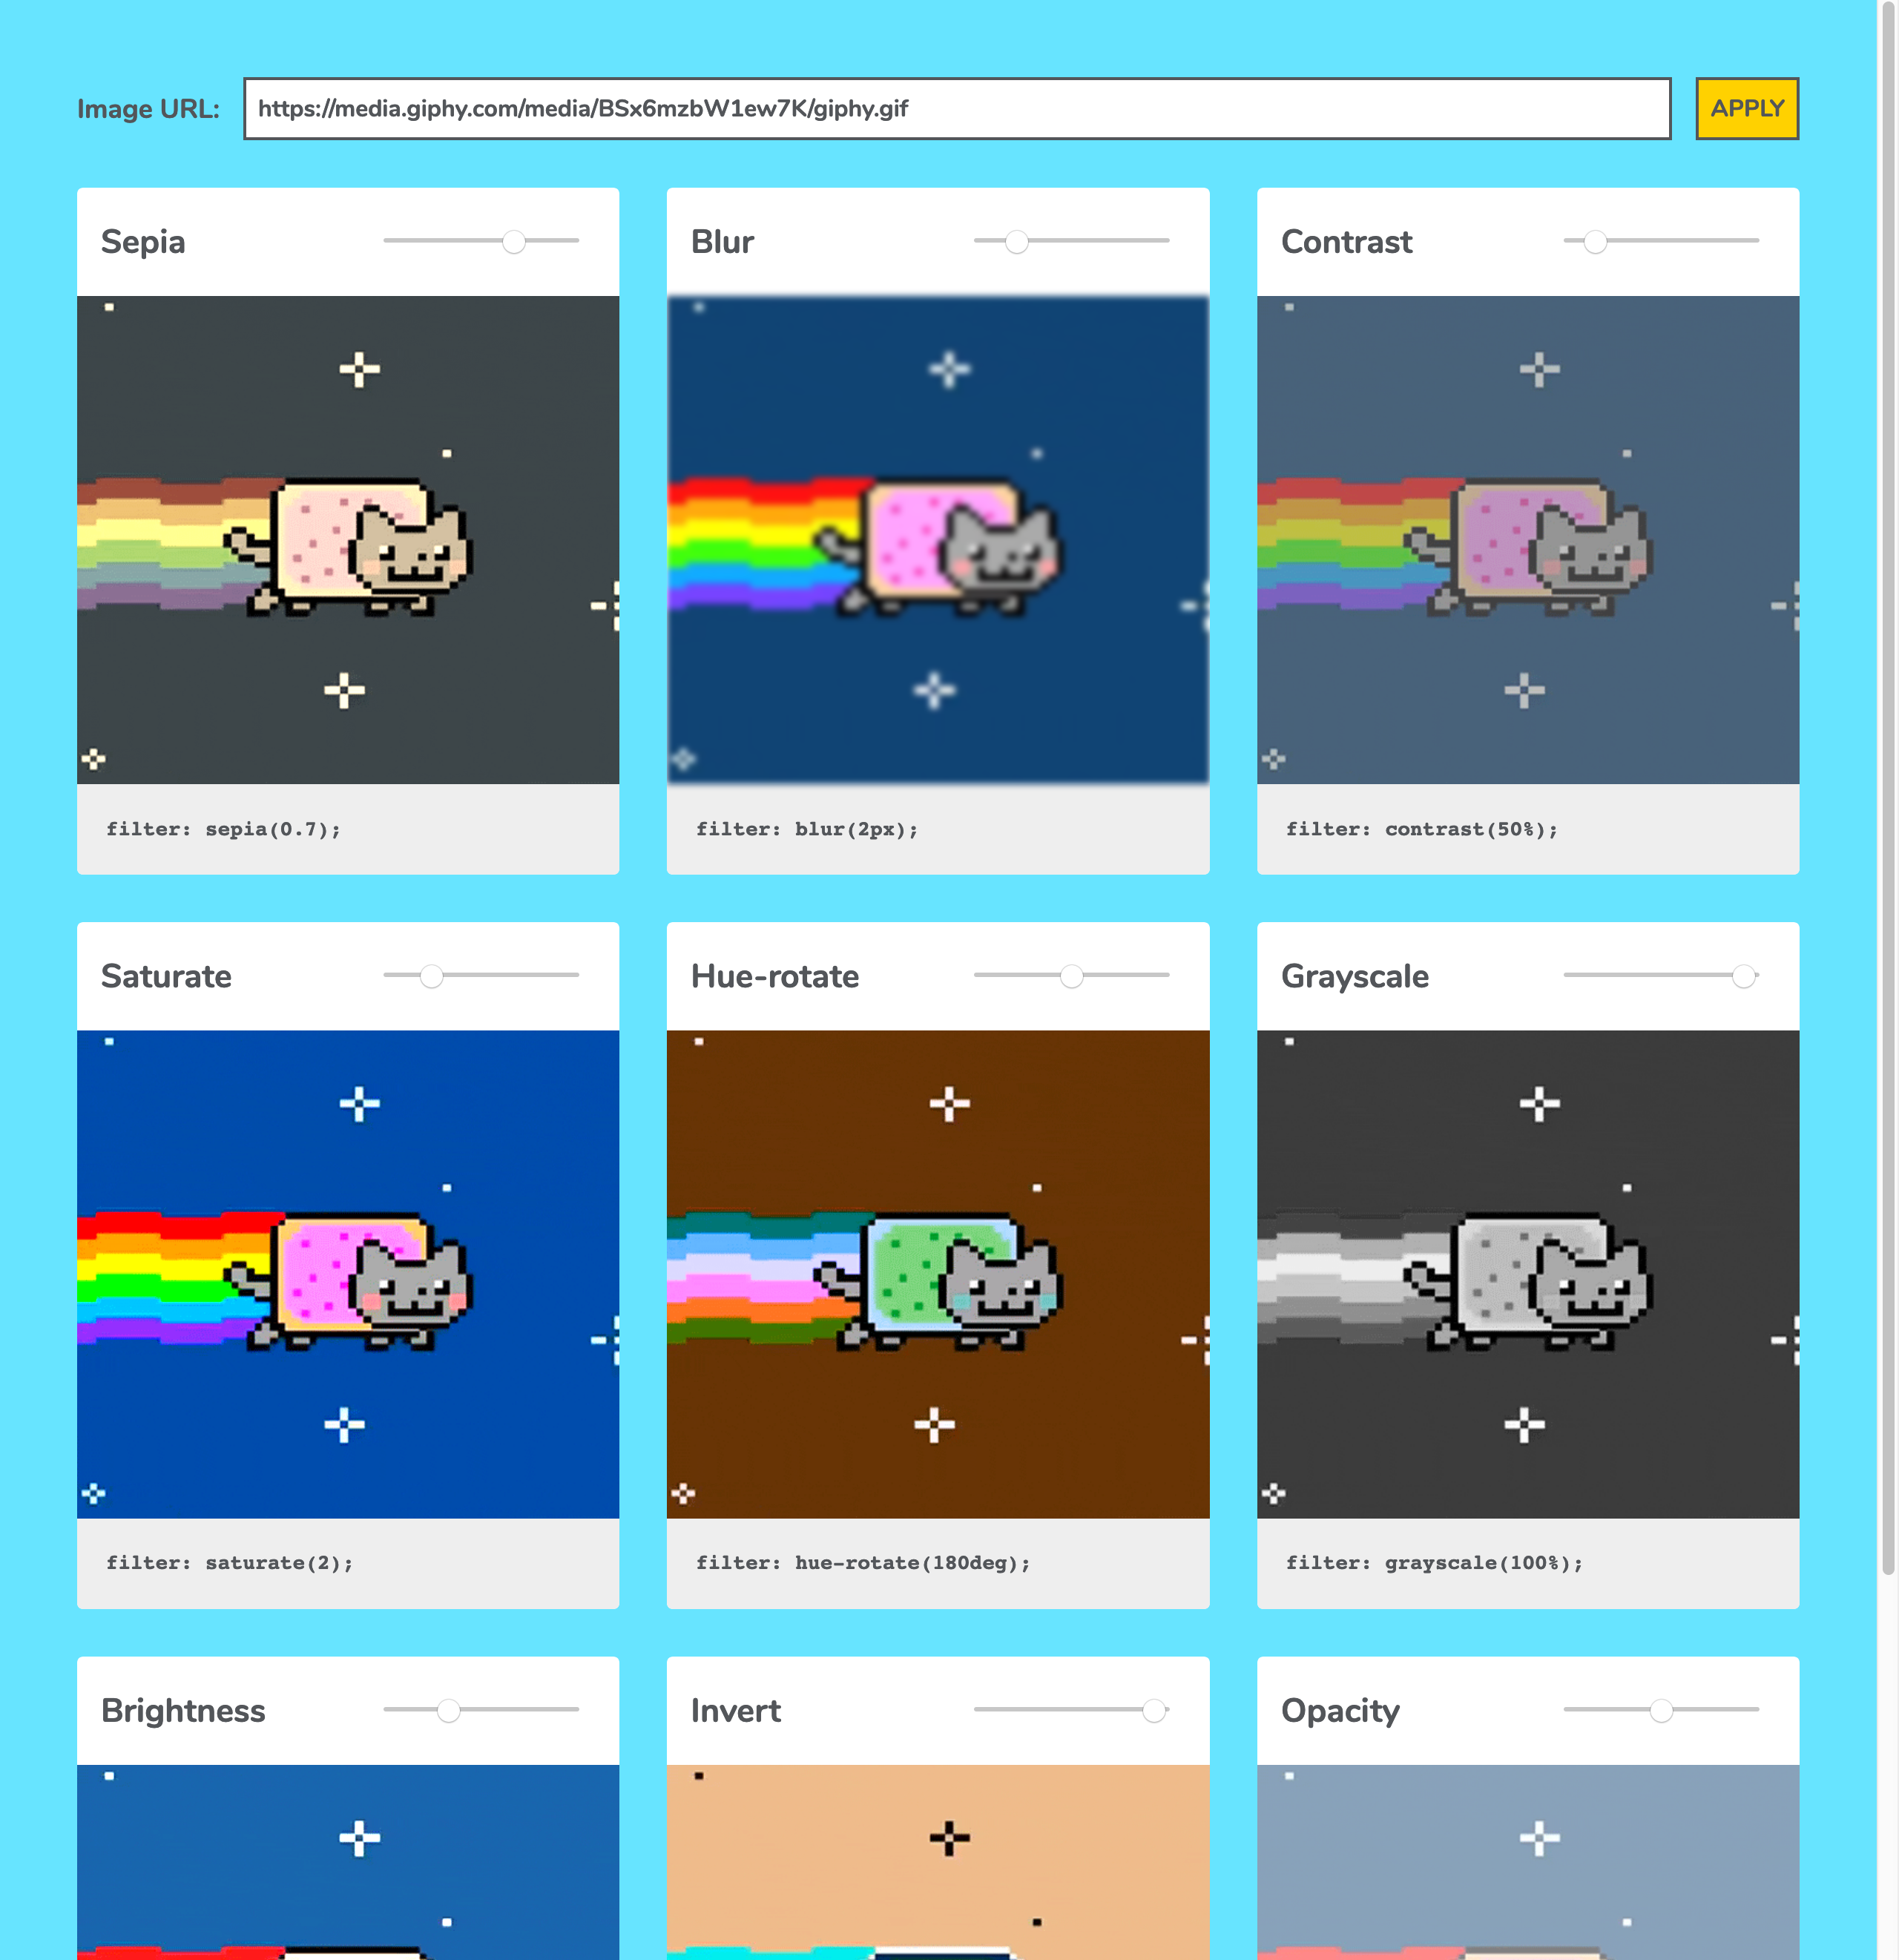 Image URL:
https://media.giphy.com/media/BSx6mzbW1ew7K/giphy.gif
APPLY
Sepia
Blur
Contrast
filter: sepia(0.7);
filter: blur(2px);
filter: contrast(50%);
Saturate
Hue-rotate
Grayscale
filter: saturate(2);
filter: hue-rotate(180deg);
filter: grayscale(100%);
Brightness
Invert
Opacity